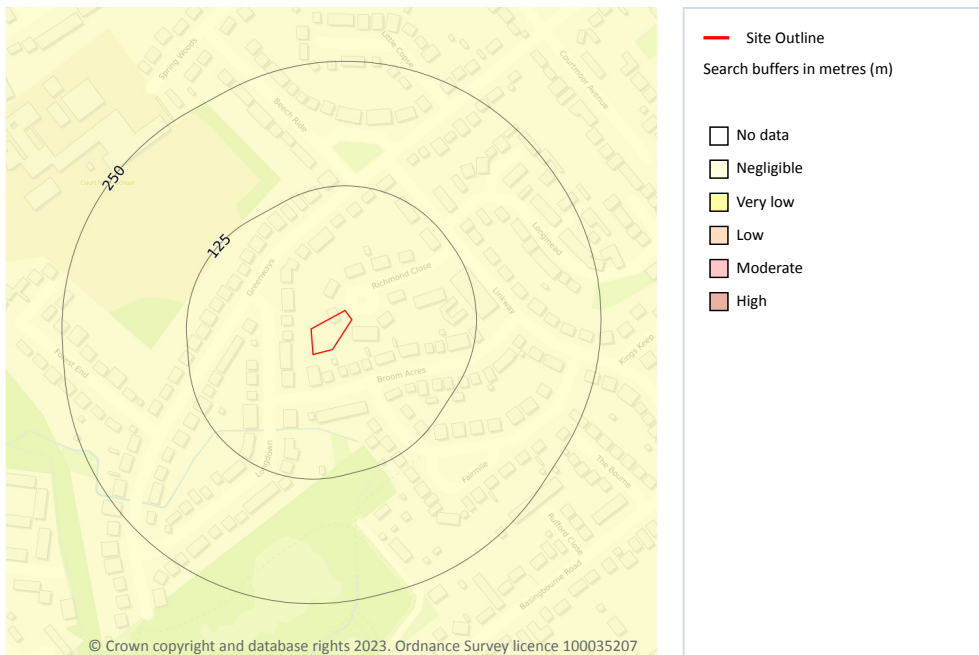 Spring Woods
Little Copse
Courtmoor Avenue
Beech Ride
250
125
Longmead
Greenways
Richmond Close
Linkway
Forest End
Kings Keep
Broom Acres
Longdown
Fairmile
The Bourne
Rufford Close
Basingbourne Road
© Crown copyright and database rights 2023. Ordnance Survey licence 100035207
Site Outline
Search buffers in metres (m)
No data
Negligible
Very low
Low
Moderate
High